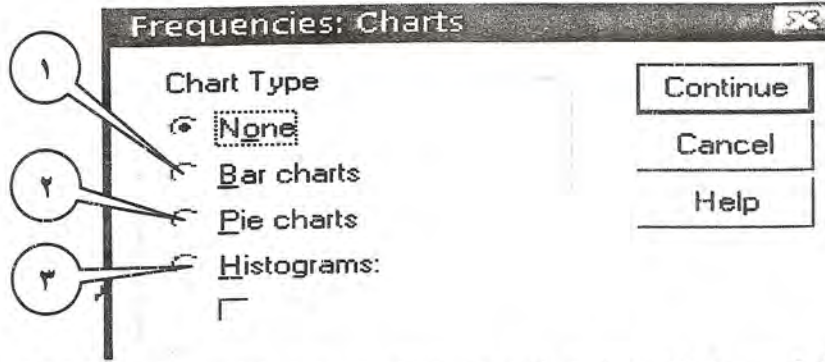 Frequencies: Charts
Chart Type
None
Bar charts
Pie charts
Histograms:
Continue
Cancel
Help
١
٢
٣